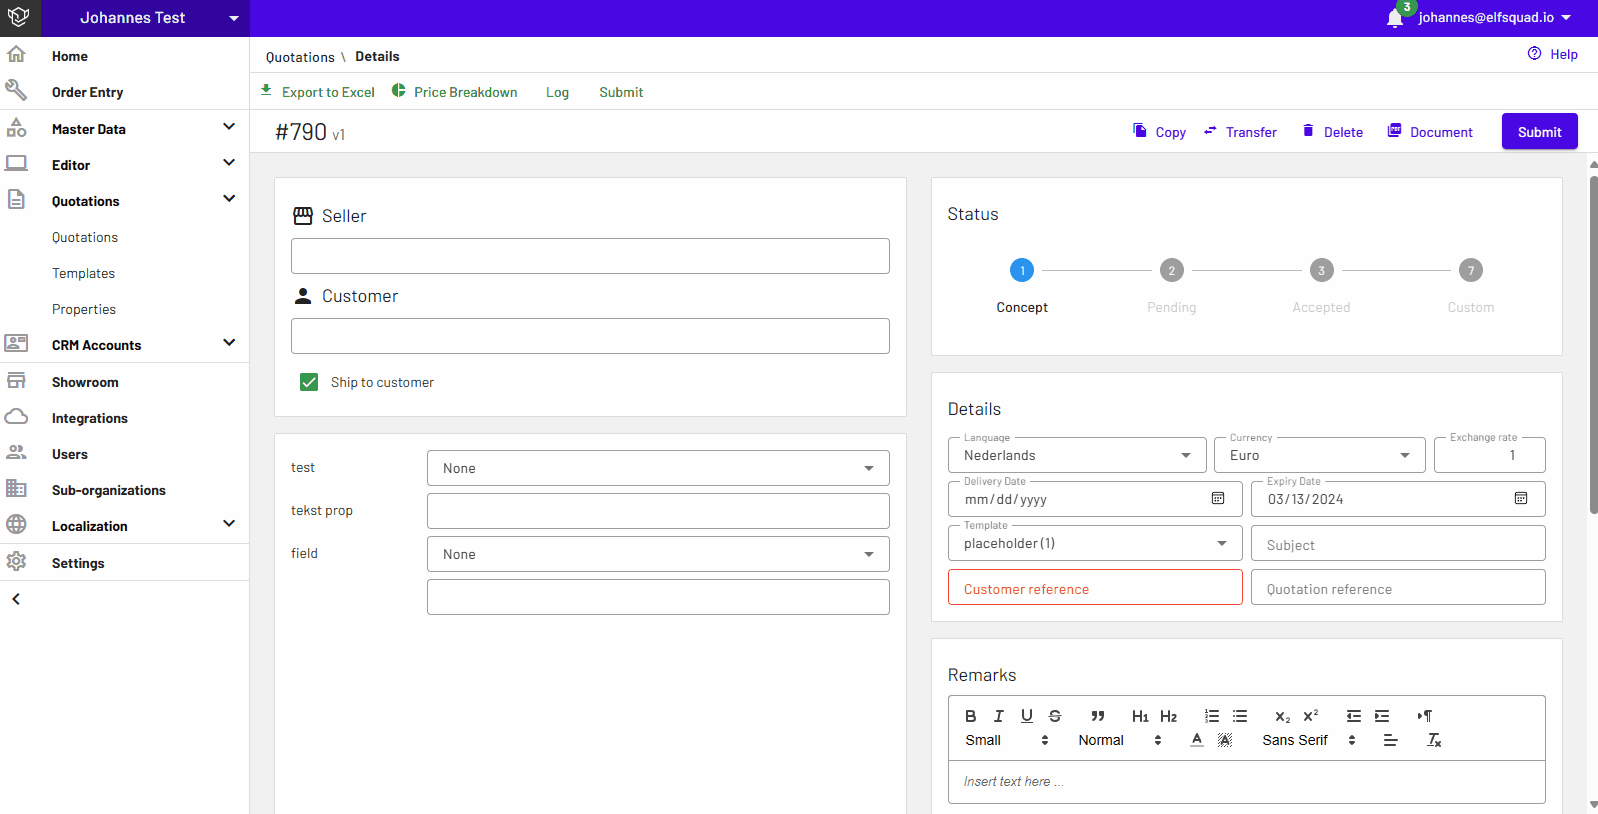 Johannes Test
3
johannes@elfsquad.io
Home
Order Entry
Master Data
Editor
Quotations
Quotations
Templates
Properties
CRM Accounts
Showroom
Integrations
Users
Sub-organizations
Localization
Settings
Quotations \ Details
Help
Export to Excel Price Breakdown Log Submit
#790 v1
Copy Transfer Delete Document Submit
Seller
Customer
Ship to customer
test None
tekst prop
field None
Status
1 2 3 7
Concept Pending Accepted Custom
Details
Language Currency Exchange rate
Nederlands Euro 1
Delivery Date Expiry Date
mm/dd/yyyy 03/13/2024
Template
placeholder (1) Subject
Customer reference Quotation reference
Remarks
B I U S " H1 H2 X2 X2
Small Normal A A Sans Serif Tx
Insert text here ...